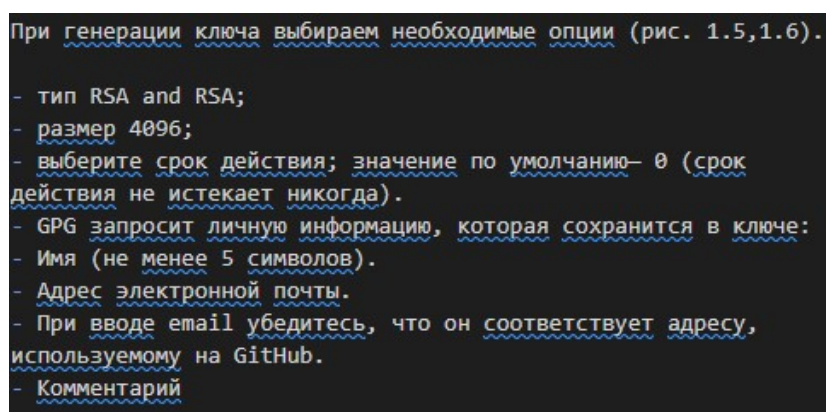 При генерации ключа выбираем необходимые опции (рис. 1.5,1.6).
- тип RSA and RSA;
- размер 4096;
- выберите срок действия; значение по умолчанию— 0 (срок
действия не истекает никогда).
- GPG запросит личную информацию, которая сохранится в ключе:
- Имя (не менее 5 символов).
- Адрес электронной почты.
- При вводе email убедитесь, что он соответствует адресу,
используемому на GitHub.
- Комментарий